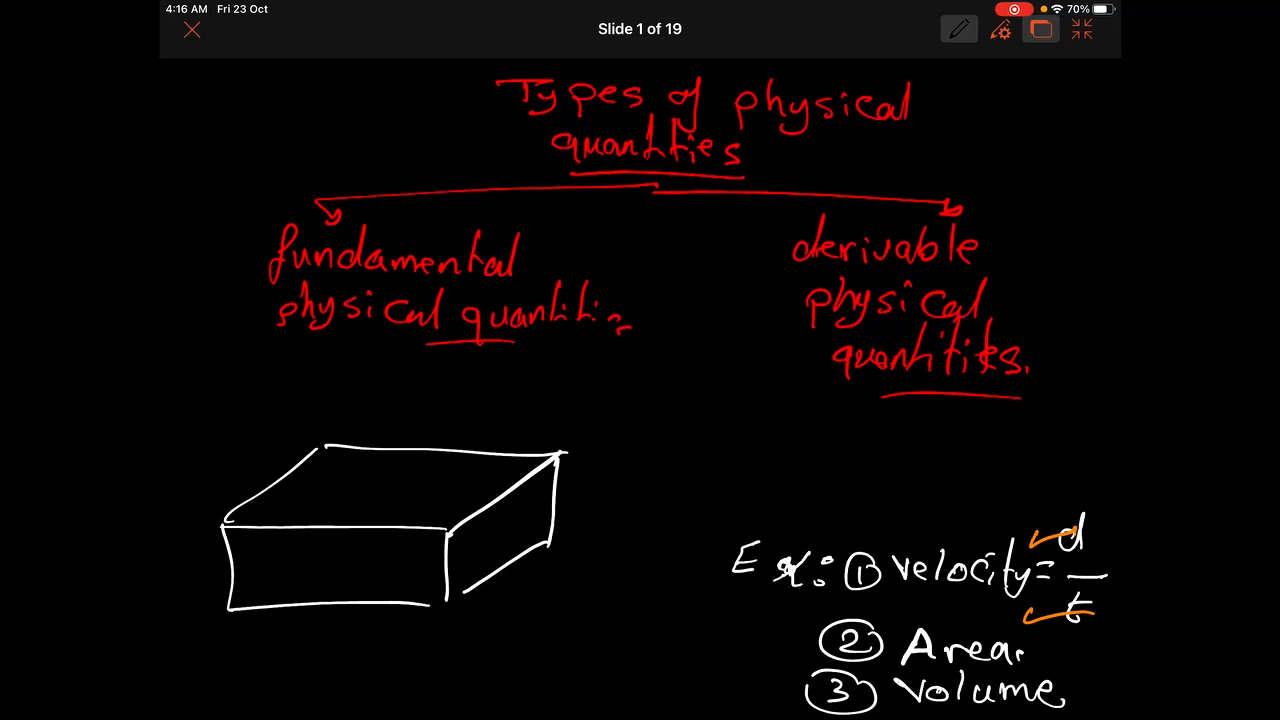 4:16 AM Fri 23 Oct
70%
Slide 1 of 19
Types of physical
quantities
fundamental
physical quantities
derivable
physical
quantities.
Ex: ① velocity = d
t
② Area.
③ Volume